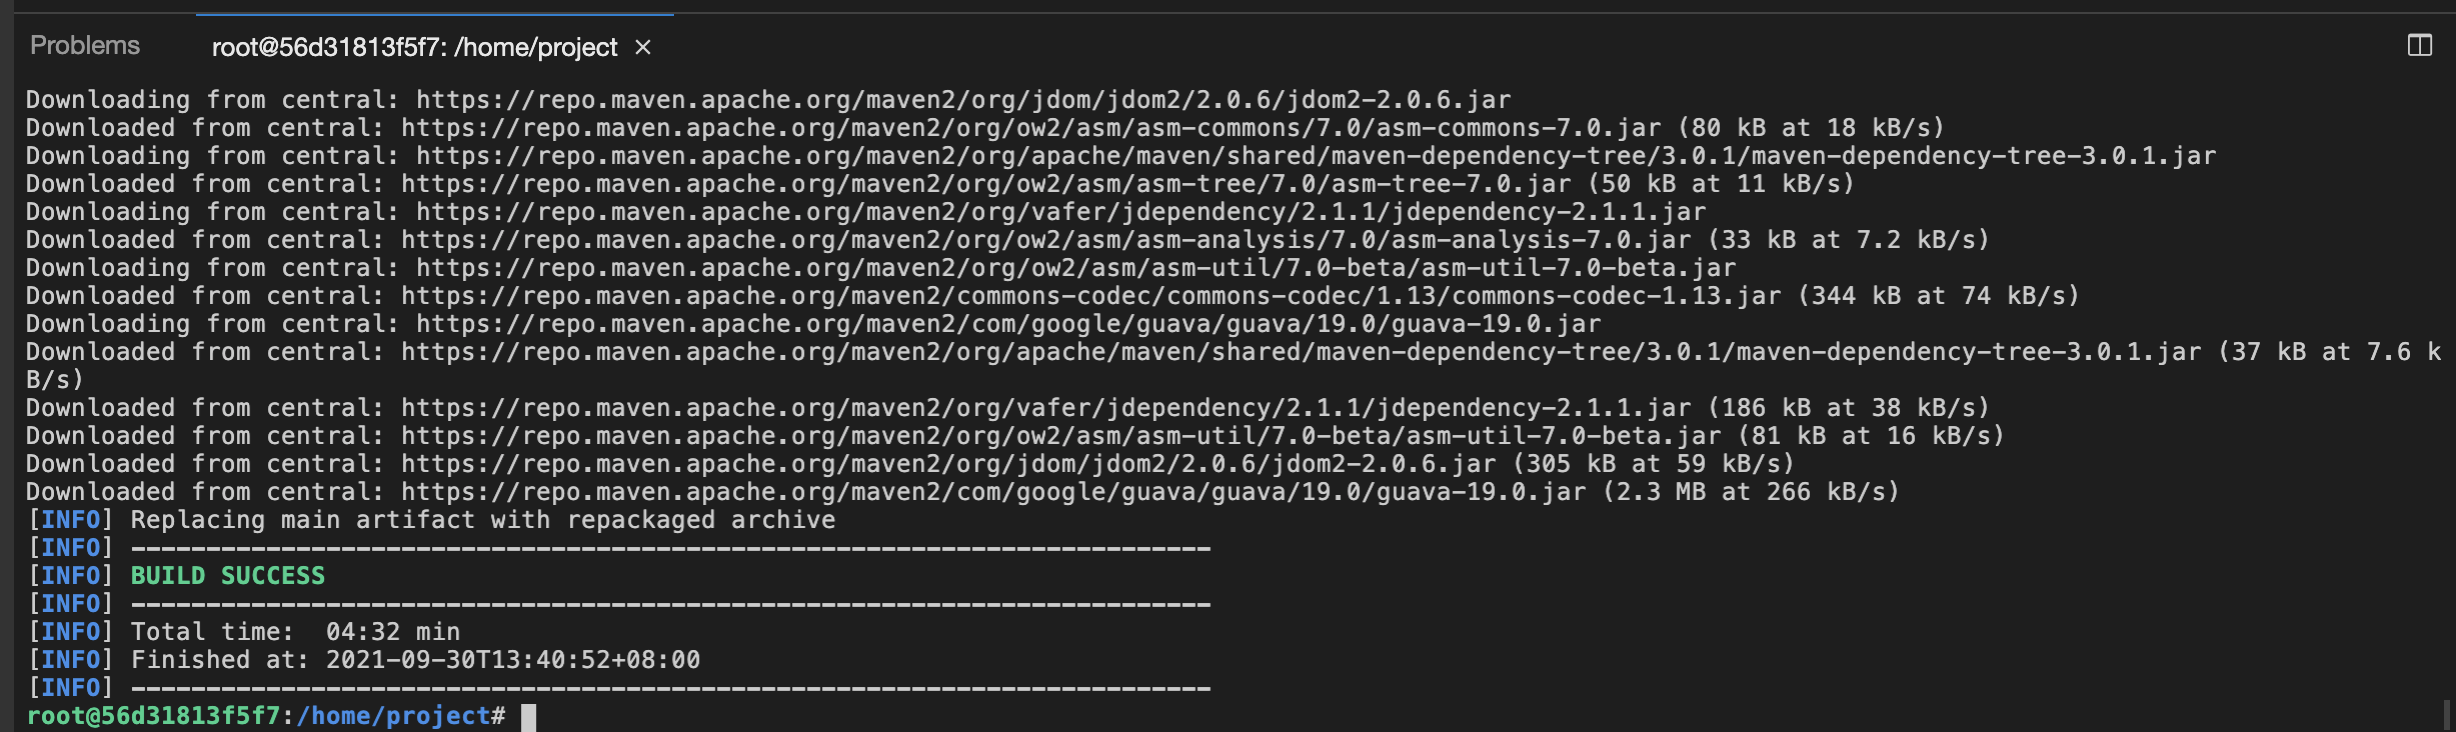 Problems
root@56d31813f5f7: /home/project ×
Downloading from central: https://repo.maven.apache.org/maven2/org/jdom/jdom2/2.0.6/jdom2-2.0.6.jar
Downloaded from central: https://repo.maven.apache.org/maven2/org/ow2/asm/asm-commons/7.0/asm-commons-7.0.jar (80 kB at 18 kB/s)
Downloading from central: https://repo.maven.apache.org/maven2/org/apache/maven/shared/maven-dependency-tree/3.0.1/maven-dependency-tree-3.0.1.jar
Downloaded from central: https://repo.maven.apache.org/maven2/org/ow2/asm/asm-tree/7.0/asm-tree-7.0.jar (50 kB at 11 kB/s)
Downloading from central: https://repo.maven.apache.org/maven2/org/vafer/jdependency/2.1.1/jdependency-2.1.1.jar
Downloaded from central: https://repo.maven.apache.org/maven2/org/ow2/asm/asm-analysis/7.0/asm-analysis-7.0.jar (33 kB at 7.2 kB/s)
Downloading from central: https://repo.maven.apache.org/maven2/org/ow2/asm/asm-util/7.0-beta/asm-util-7.0-beta.jar
Downloaded from central: https://repo.maven.apache.org/maven2/commons-codec/commons-codec/1.13/commons-codec-1.13.jar (344 kB at 74 kB/s)
Downloading from central: https://repo.maven.apache.org/maven2/com/google/guava/guava/19.0/guava-19.0.jar
Downloaded from central: https://repo.maven.apache.org/maven2/org/apache/maven/shared/maven-dependency-tree/3.0.1/maven-dependency-tree-3.0.1.jar (37 kB at 7.6 k
B/s)
Downloaded from central: https://repo.maven.apache.org/maven2/org/vafer/jdependency/2.1.1/jdependency-2.1.1.jar (186 kB at 38 kB/s)
Downloaded from central: https://repo.maven.apache.org/maven2/org/ow2/asm/asm-util/7.0-beta/asm-util-7.0-beta.jar (81 kB at 16 kB/s)
Downloaded from central: https://repo.maven.apache.org/maven2/org/jdom/jdom2/2.0.6/jdom2-2.0.6.jar (305 kB at 59 kB/s)
Downloaded from central: https://repo.maven.apache.org/maven2/com/google/guava/guava/19.0/guava-19.0.jar (2.3 MB at 266 kB/s)
[INFO] Replacing main artifact with repackaged archive
[INFO] ------------------------------------------------------------------------
[INFO] BUILD SUCCESS
[INFO] ------------------------------------------------------------------------
[INFO] Total time:  04:32 min
[INFO] Finished at: 2021-09-30T13:40:52+08:00
[INFO] ------------------------------------------------------------------------
root@56d31813f5f7:/home/project#